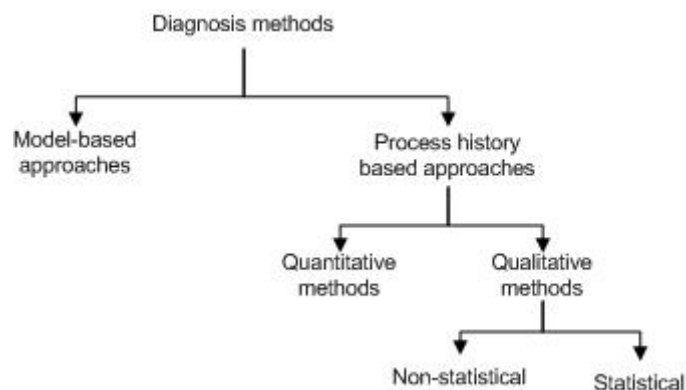 Diagnosis methods
Model-based
approaches
Process history
based approaches
Quantitative
methods
Qualitative
methods
Non-statistical
Statistical